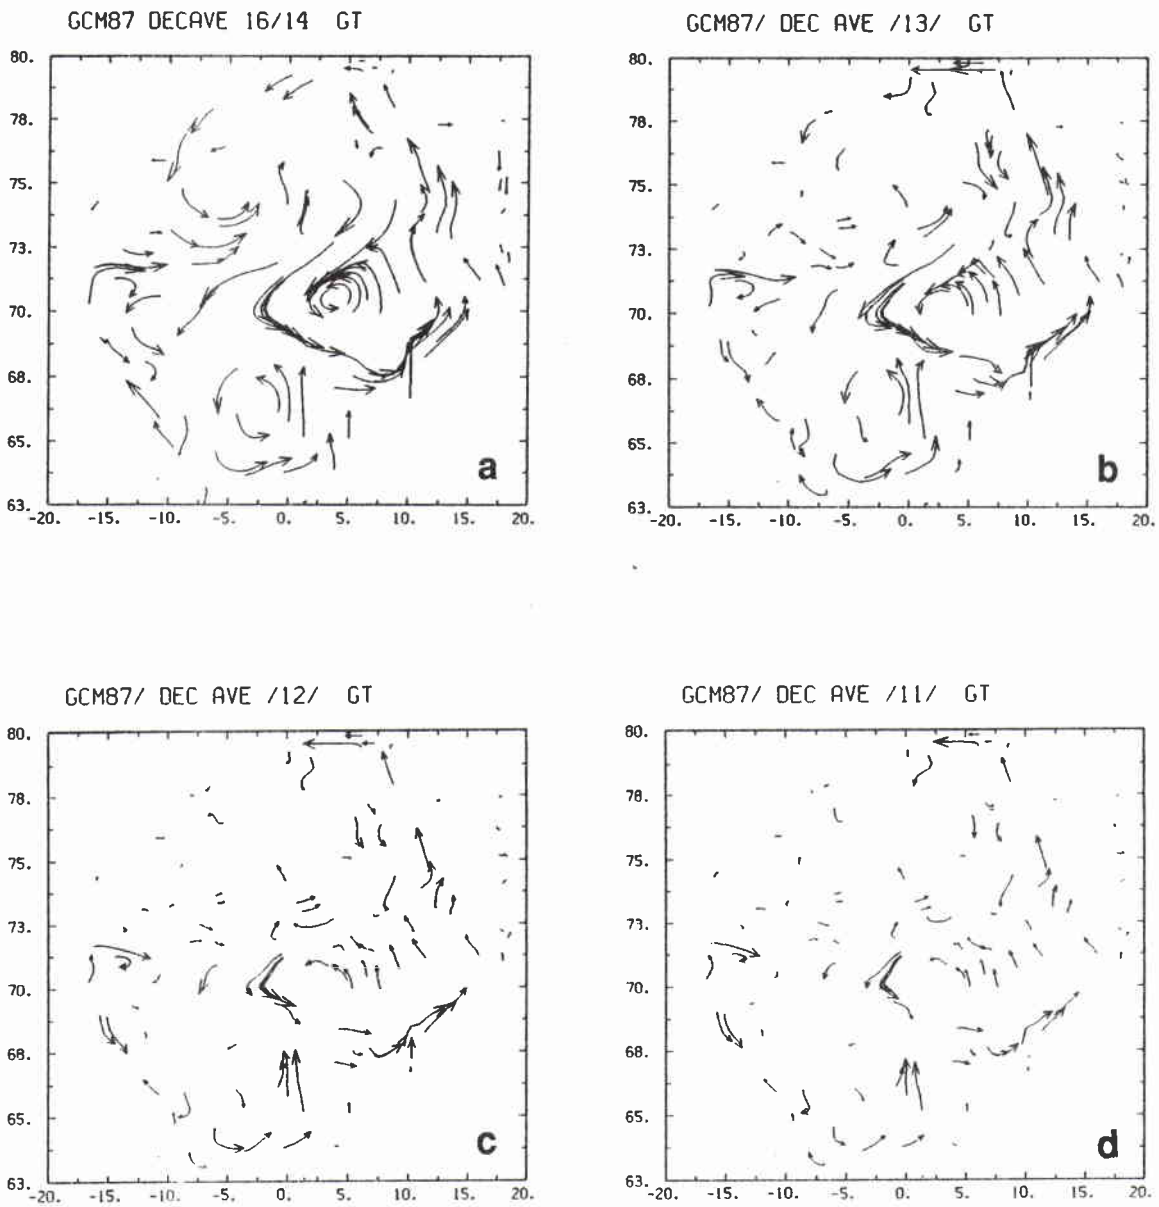 GCM87 DECAVE 16/14 GT
GCM87/ DEC AVE /13/ GT
80.
78.
75.
73.
70.
68.
65.
63.
-20. -15. -10. -5. 0. 5. 10. 15. 20.
a
80.
78.
75.
73.
70.
68.
65.
63.
-20. -15. -10. -5. 0. 5. 10. 15. 20.
b
GCM87/ DEC AVE /12/ GT
GCM87/ DEC AVE /11/ GT
80.
78.
75.
73.
70.
68.
65.
63.
-20. -15. -10. -5. 0. 5. 10. 15. 20.
c
80.
78.
75.
73.
70.
68.
65.
63.
-20. -15. -10. -5. 0. 5. 10. 15. 20.
d